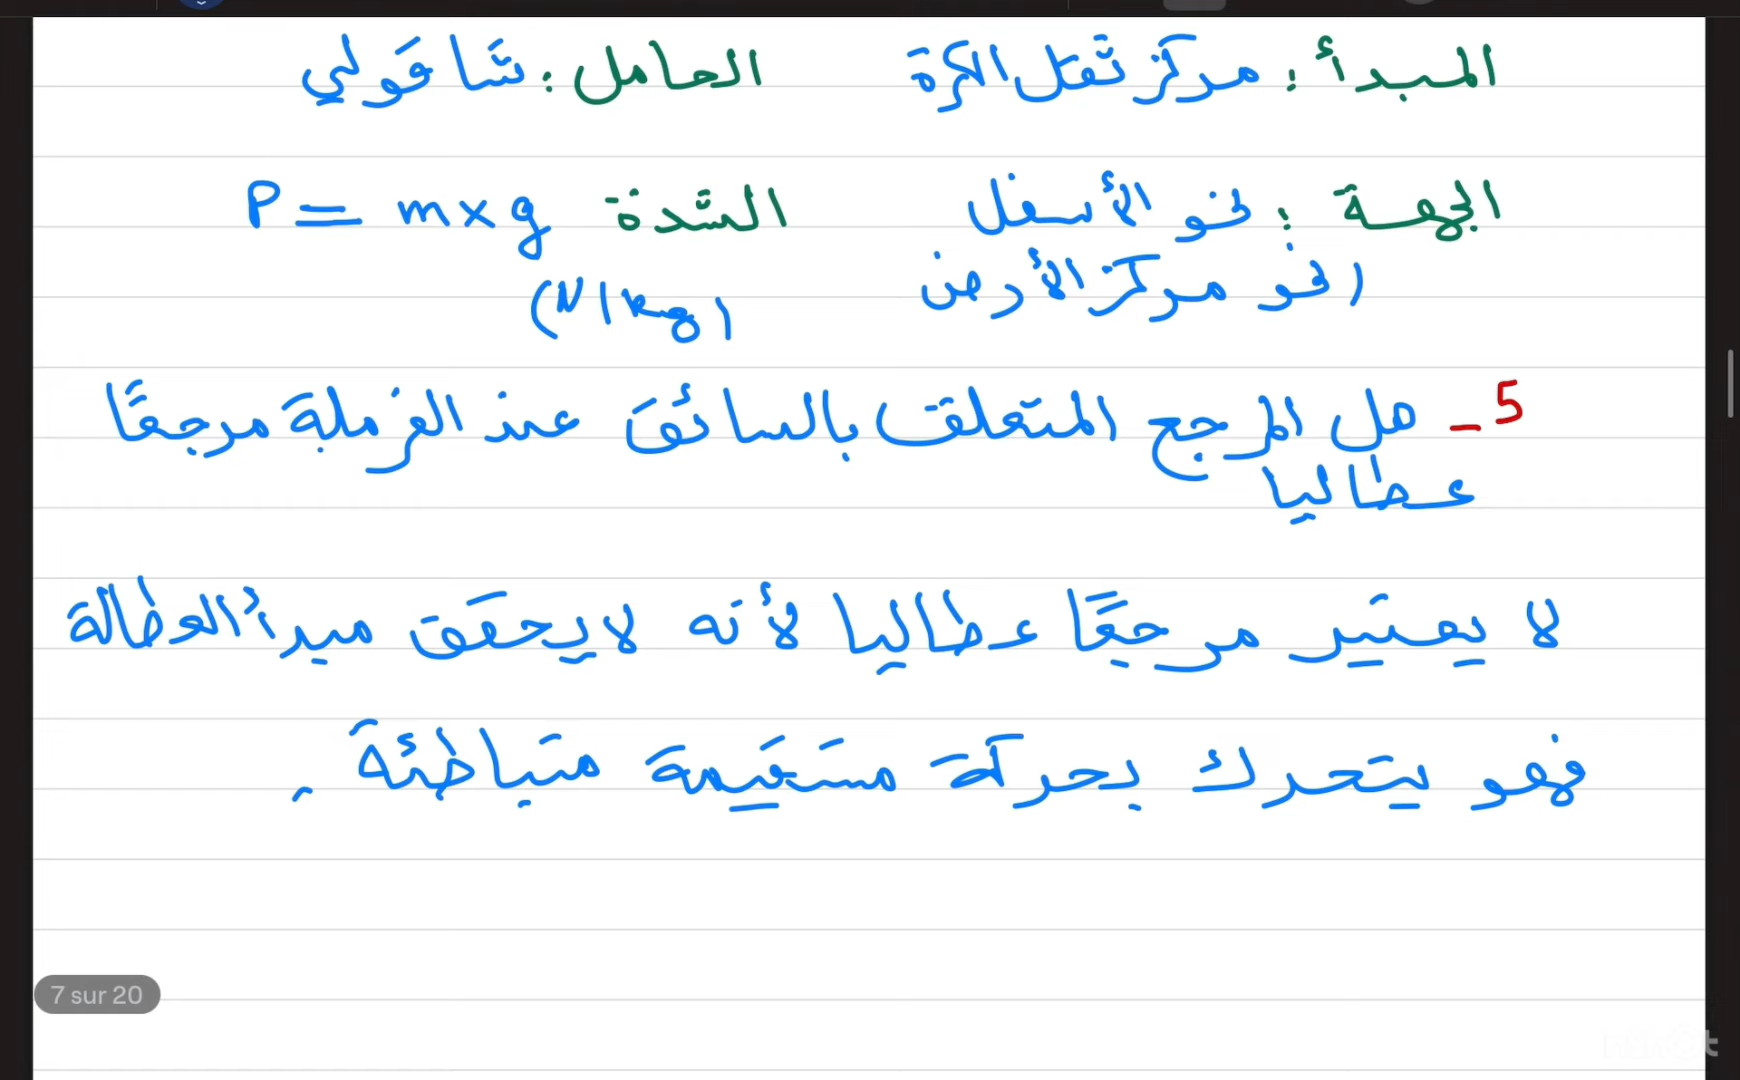 المبدأ : مركز ثقل الكرة الحامل : شاقولي
الجهة : نحو الأسفل الشدة P = m x g
(نحو مركز الأرض (N/kg)
5 - هل المرجع المتعلق بالسائق عند الفرملة مرجعًا
عطاليا
لا يعتبر مرجعًا عطاليا لأنه لا يحقق مبدأ العطالة
فهو يتحرك بحركة مستقيمة متباطئة .
7 sur 20